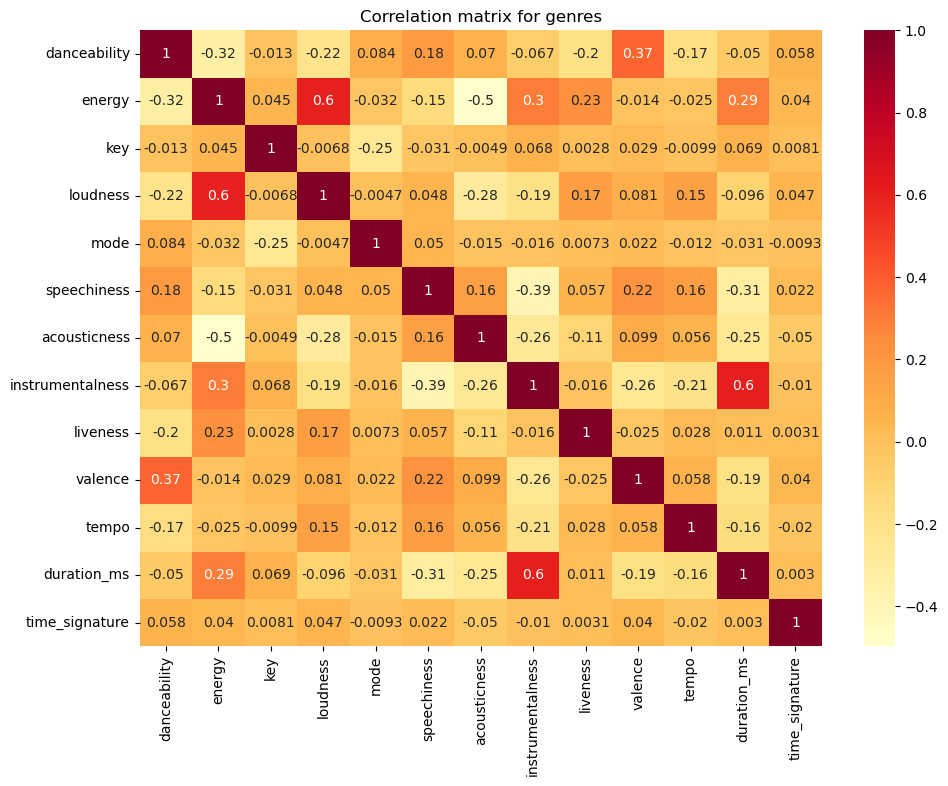 Correlation matrix for genres
danceability 1 -0.32 -0.013 -0.22 0.084 0.18 0.07 -0.067 -0.2 0.37 -0.17 -0.05 0.058
energy -0.32 1 0.045 0.6 -0.032 -0.15 -0.5 0.3 0.23 -0.014 -0.025 0.29 0.04
key -0.013 0.045 1 -0.0068 -0.25 -0.031 -0.0049 0.068 0.0028 0.029 -0.0099 0.069 0.0081
loudness -0.22 0.6 -0.0068 1 -0.0047 0.048 -0.28 -0.19 0.17 0.081 0.15 -0.096 0.047
mode 0.084 -0.032 -0.25 -0.0047 1 0.05 -0.015 -0.016 0.0073 0.022 -0.012 -0.031 -0.0093
speechiness 0.18 -0.15 -0.031 0.048 0.05 1 0.16 -0.39 0.057 0.22 0.16 -0.31 0.022
acousticness 0.07 -0.5 -0.0049 -0.28 -0.015 0.16 1 -0.26 -0.11 0.099 0.056 -0.25 -0.05
instrumentalness -0.067 0.3 0.068 -0.19 -0.016 -0.39 -0.26 1 -0.016 -0.26 -0.21 0.6 -0.01
liveness -0.2 0.23 0.0028 0.17 0.0073 0.057 -0.11 -0.016 1 -0.025 0.028 0.011 0.0031
valence 0.37 -0.014 0.029 0.081 0.022 0.22 0.099 -0.26 -0.025 1 0.058 -0.19 0.04
tempo -0.17 -0.025 -0.0099 0.15 -0.012 0.16 0.056 -0.21 0.028 0.058 1 -0.16 -0.02
duration_ms -0.05 0.29 0.069 -0.096 -0.031 -0.31 -0.25 0.6 0.011 -0.19 -0.16 1 0.003
time_signature 0.058 0.04 0.0081 0.047 -0.0093 0.022 -0.05 -0.01 0.0031 0.04 -0.02 0.003 1
danceability
energy
key
loudness
mode
speechiness
acousticness
instrumentalness
liveness
valence
tempo
duration_ms
time_signature
1.0
0.8
0.6
0.4
0.2
0.0
−0.2
−0.4